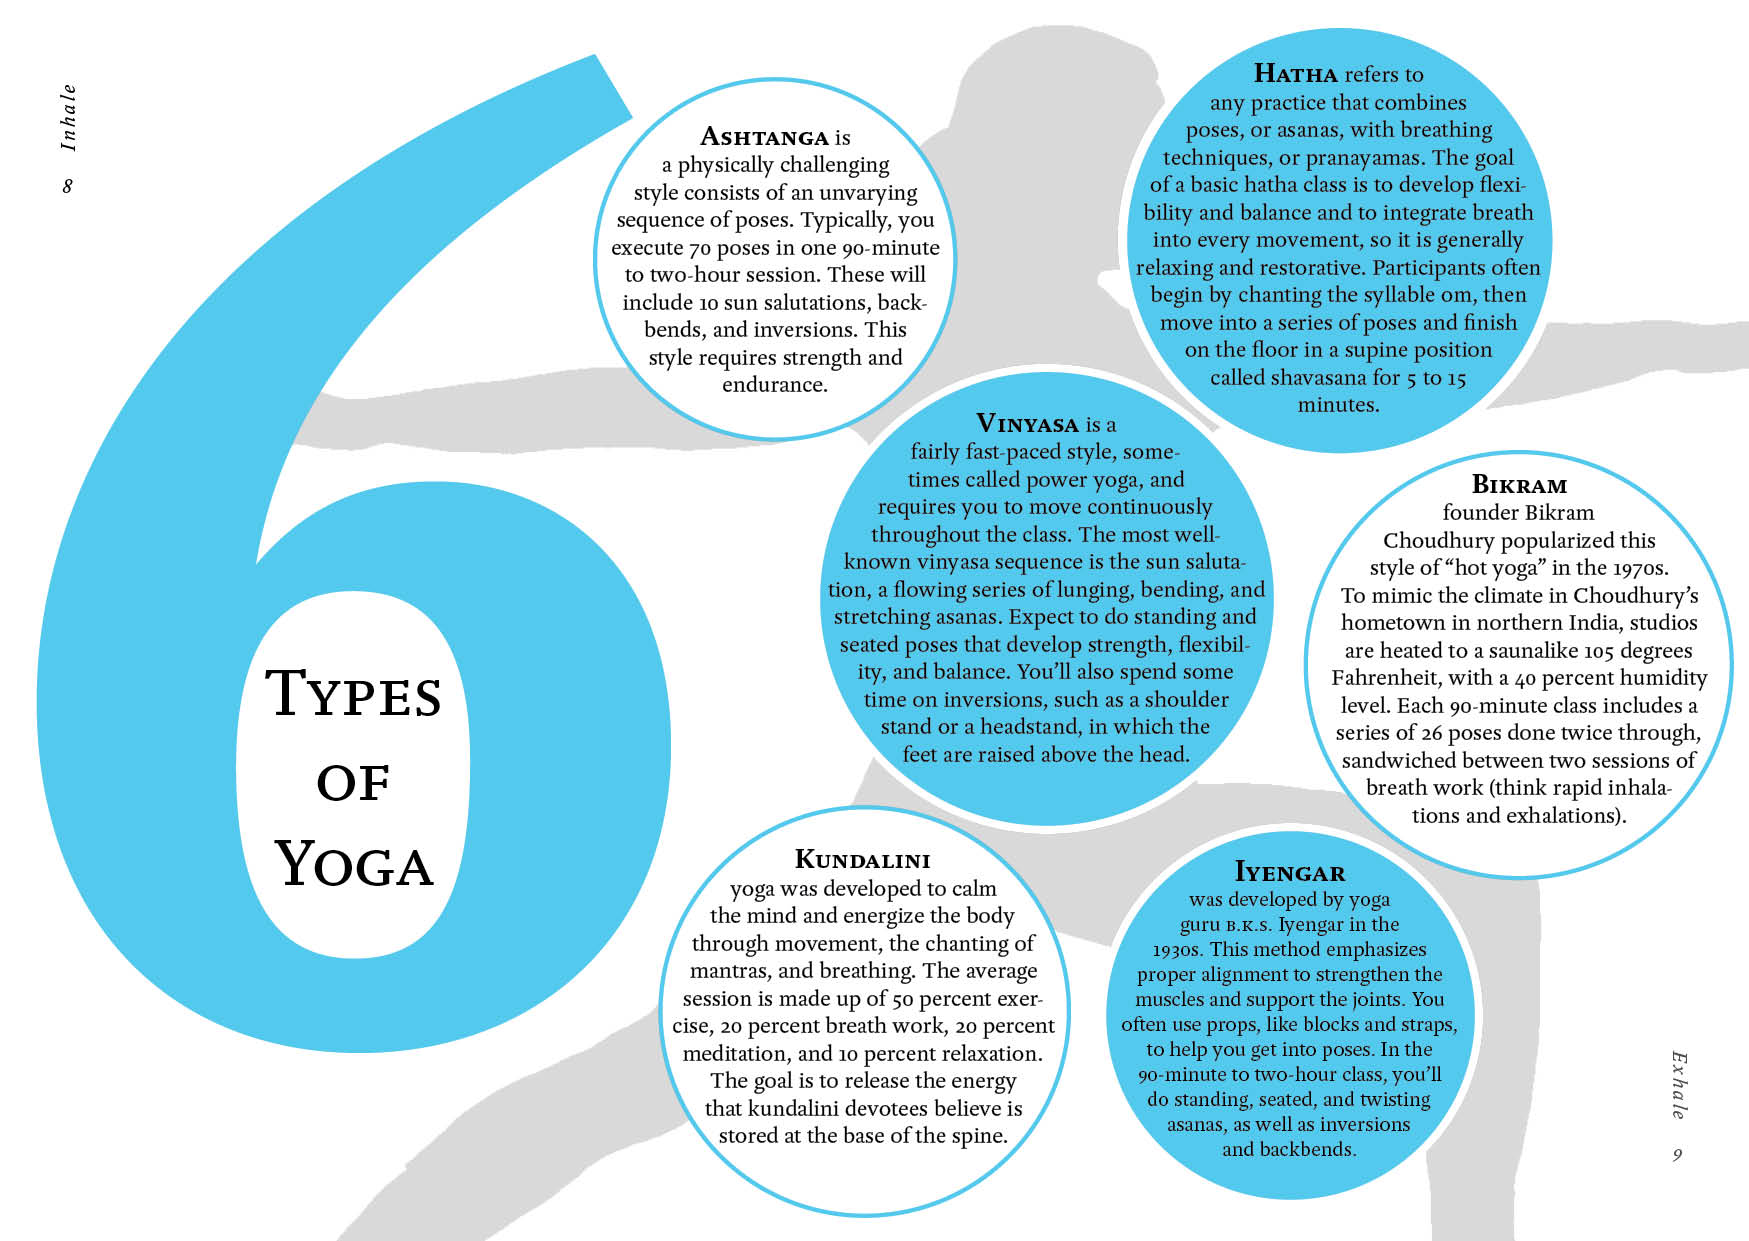 Inhale
8
6
Types
of
Yoga
Ashtanga is
a physically challenging
style consists of an unvarying
sequence of poses. Typically, you
execute 70 poses in one 90-minute
to two-hour session. These will
include 10 sun salutations, back-
bends, and inversions. This
style requires strength and
endurance.
Hatha refers to
any practice that combines
poses, or asanas, with breathing
techniques, or pranayamas. The goal
of a basic hatha class is to develop flexi-
bility and balance and to integrate breath
into every movement, so it is generally
relaxing and restorative. Participants often
begin by chanting the syllable om, then
move into a series of poses and finish
on the floor in a supine position
called shavasana for 5 to 15
minutes.
Vinyasa is a
fairly fast-paced style, some-
times called power yoga, and
requires you to move continuously
throughout the class. The most well-
known vinyasa sequence is the sun saluta-
tion, a flowing series of lunging, bending, and
stretching asanas. Expect to do standing and
seated poses that develop strength, flexibil-
ity, and balance. You’ll also spend some
time on inversions, such as a shoulder
stand or a headstand, in which the
feet are raised above the head.
Bikram
founder Bikram
Choudhury popularized this
style of “hot yoga” in the 1970s.
To mimic the climate in Choudhury’s
hometown in northern India, studios
are heated to a saunalike 105 degrees
Fahrenheit, with a 40 percent humidity
level. Each 90-minute class includes a
series of 26 poses done twice through,
sandwiched between two sessions of
breath work (think rapid inhala-
tions and exhalations).
Kundalini
yoga was developed to calm
the mind and energize the body
through movement, the chanting of
mantras, and breathing. The average
session is made up of 50 percent exer-
cise, 20 percent breath work, 20 percent
meditation, and 10 percent relaxation.
The goal is to release the energy
that kundalini devotees believe is
stored at the base of the spine.
Iyengar
was developed by yoga
guru B.K.S. Iyengar in the
1930s. This method emphasizes
proper alignment to strengthen the
muscles and support the joints. You
often use props, like blocks and straps,
to help you get into poses. In the
90-minute to two-hour class, you’ll
do standing, seated, and twisting
asanas, as well as inversions
and backbends.
Exhale
9